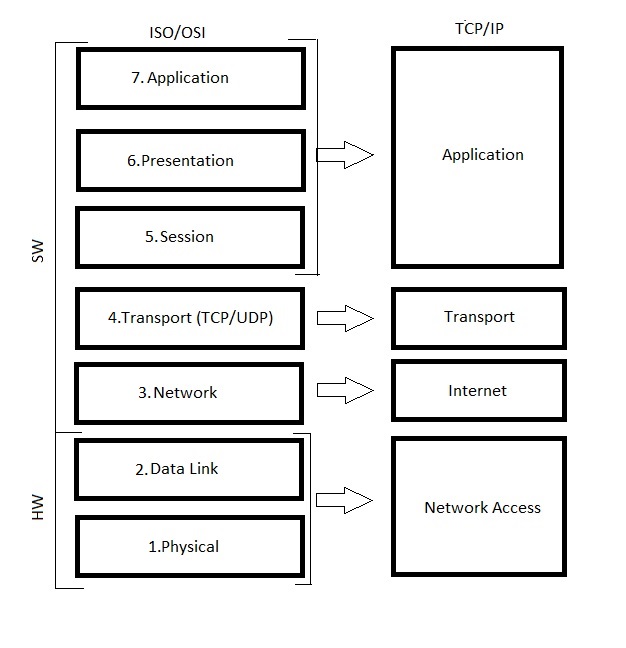 ISO/OSI
TCP/IP
7. Application
6.Presentation
5. Session
4.Transport (TCP/UDP)
3. Network
2. Data Link
1.Physical
Application
Transport
Internet
Network Access
SW
HW